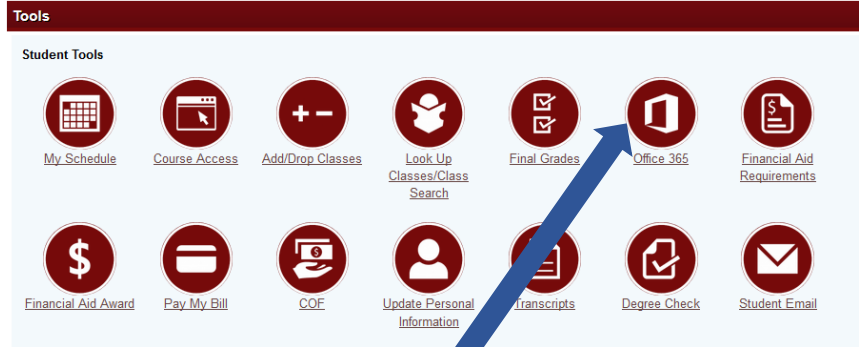 Tools
Student Tools
My Schedule
Course Access
Add/Drop Classes
Look Up
Classes/Class
Search
Final Grades
Office 365
Financial Aid
Requirements
Financial Aid Award
Pay My Bill
COF
Update Personal
Information
Transcripts
Degree Check
Student Email